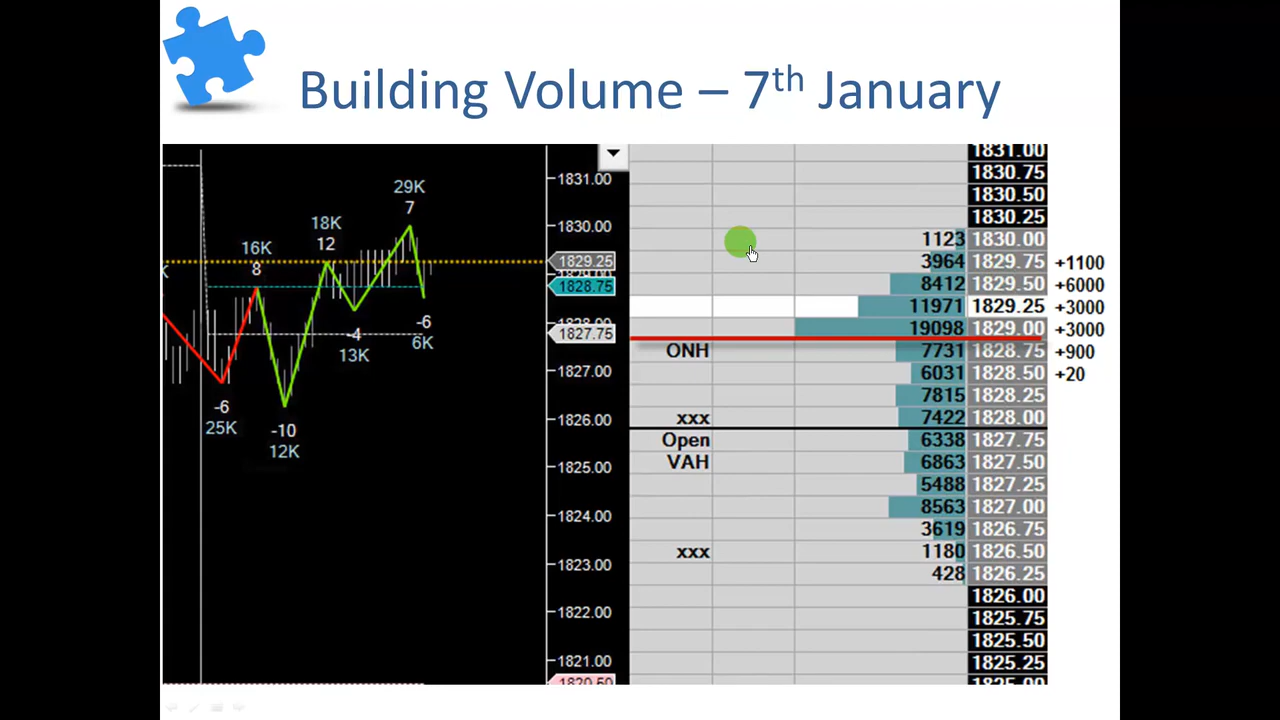 Building Volume – 7th January
29K
7
18K
12
16K
8
K
-4
13K
-6
6K
-6
25K
-10
12K
1831.00
1830.00
1829.25
1828.75
1827.75
1827.00
1826.00
1825.00
1824.00
1823.00
1822.00
1821.00
1820.50
1831.00
1830.75
1830.50
1830.25
1123 1830.00
3964 1829.75 +1100
8412 1829.50 +6000
11971 1829.25 +3000
19098 1829.00 +3000
ONH 7731 1828.75 +900
6031 1828.50 +20
7815 1828.25
xxx 7422 1828.00
Open 6338 1827.75
VAH 6863 1827.50
5488 1827.25
8563 1827.00
3619 1826.75
xxx 1180 1826.50
428 1826.25
1826.00
1825.75
1825.50
1825.25
1825.00